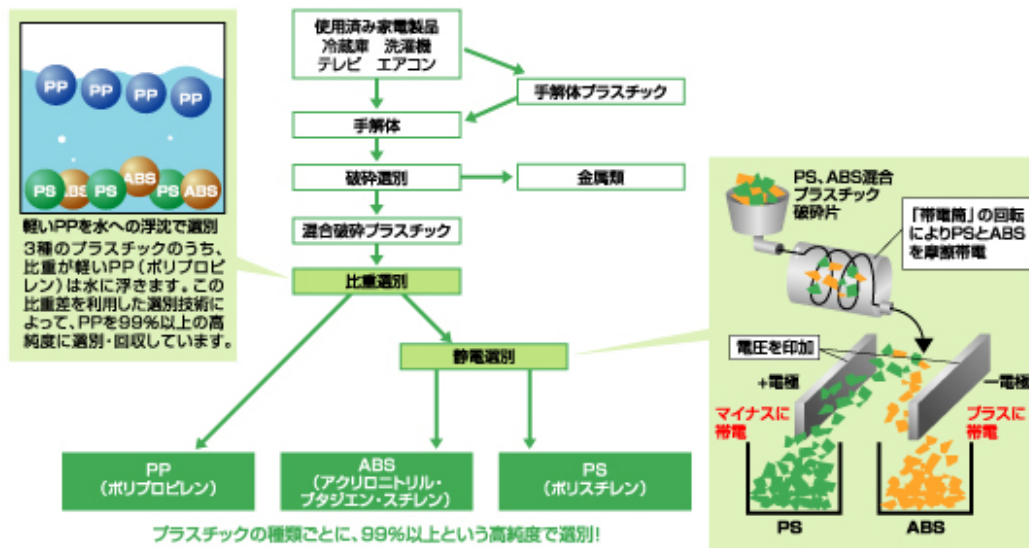 PP PP PP PP
PS ABS PS ABS PS ABS
軽いPPを水への浮沈で選別
3種のプラスチックのうち、
比重が軽いPP(ポリプロピ
レン)は水に浮きます。この
比重差を利用した選別技術に
よって、PPを99%以上の高
純度に選別・回収しています。
使用済み家電製品
冷蔵庫 洗濯機
テレビ エアコン
手解体プラスチック
手解体
破砕選別
金属類
混合破砕プラスチック
比重選別
静電選別
PP
(ポリプロピレン)
ABS
(アクリロニトリル・
ブタジエン・スチレン)
PS
(ポリスチレン)
プラスチックの種類ごとに、99%以上という高純度で選別!
PS、ABS混合
プラスチック
破砕片
「帯電筒」の回転
によりPSとABS
を摩擦帯電
電圧を印加
+電極
ー電極
マイナスに
帯電
プラスに
帯電
PS
ABS